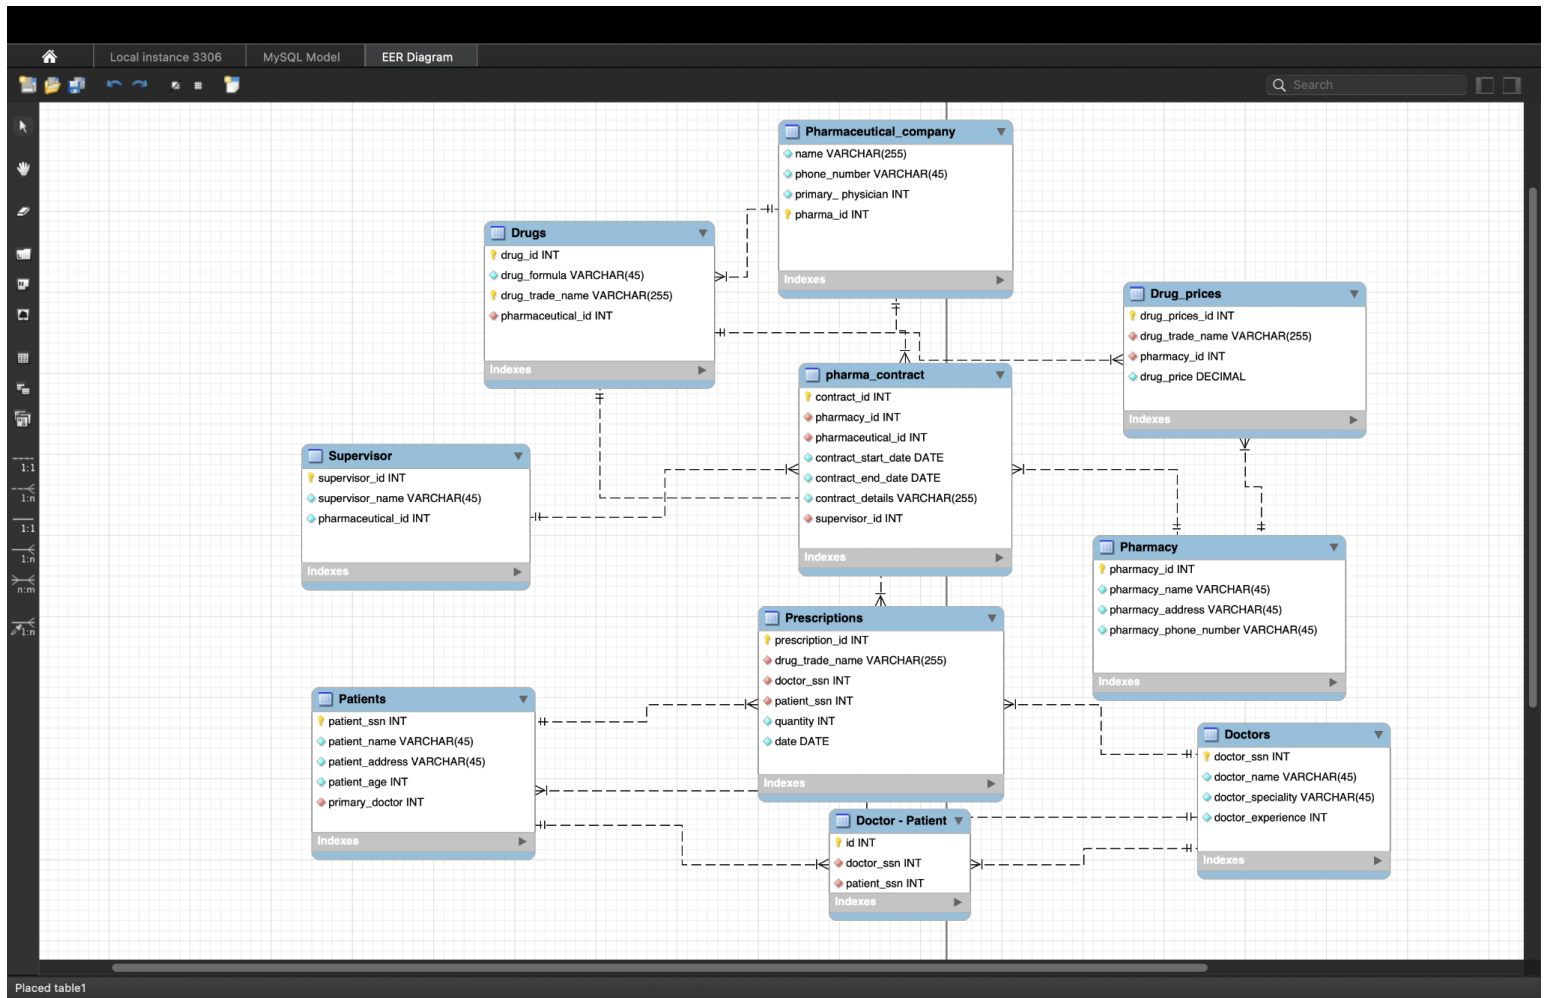 Local instance 3306
MySQL Model
EER Diagram
Search
Pharmaceutical_company
name VARCHAR(255)
phone_number VARCHAR(45)
primary_ physician INT
pharma_id INT
Indexes
Drugs
drug_id INT
drug_formula VARCHAR(45)
drug_trade_name VARCHAR(255)
pharmaceutical_id INT
Indexes
Drug_prices
drug_prices_id INT
drug_trade_name VARCHAR(255)
pharmacy_id INT
drug_price DECIMAL
Indexes
pharma_contract
contract_id INT
pharmacy_id INT
pharmaceutical_id INT
contract_start_date DATE
contract_end_date DATE
contract_details VARCHAR(255)
supervisor_id INT
Indexes
Supervisor
supervisor_id INT
supervisor_name VARCHAR(45)
pharmaceutical_id INT
Indexes
Pharmacy
pharmacy_id INT
pharmacy_name VARCHAR(45)
pharmacy_address VARCHAR(45)
pharmacy_phone_number VARCHAR(45)
Indexes
Prescriptions
prescription_id INT
drug_trade_name VARCHAR(255)
doctor_ssn INT
patient_ssn INT
quantity INT
date DATE
Indexes
Patients
patient_ssn INT
patient_name VARCHAR(45)
patient_address VARCHAR(45)
patient_age INT
primary_doctor INT
Indexes
Doctors
doctor_ssn INT
doctor_name VARCHAR(45)
doctor_speciality VARCHAR(45)
doctor_experience INT
Indexes
Doctor - Patient
id INT
doctor_ssn INT
patient_ssn INT
Indexes
1:1
1:n
1:1
1:n
n:m
1:n
Placed table1